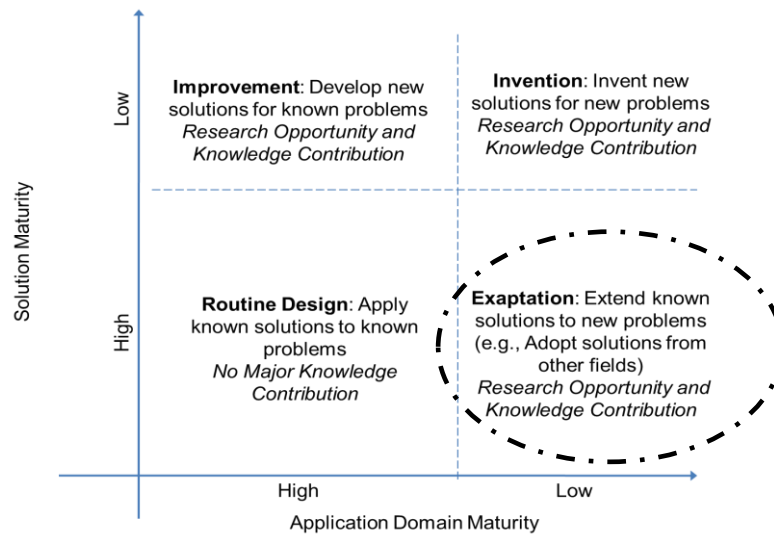 Improvement: Develop new
solutions for known problems
Research Opportunity and
Knowledge Contribution
Invention: Invent new
solutions for new problems
Research Opportunity and
Knowledge Contribution
Low
Solution Maturity
High
Routine Design: Apply
known solutions to known
problems
No Major Knowledge
Contribution
Exaptation: Extend known
solutions to new problems
(e.g., Adopt solutions from
other fields)
Research Opportunity and
Knowledge Contribution
High
Low
Application Domain Maturity